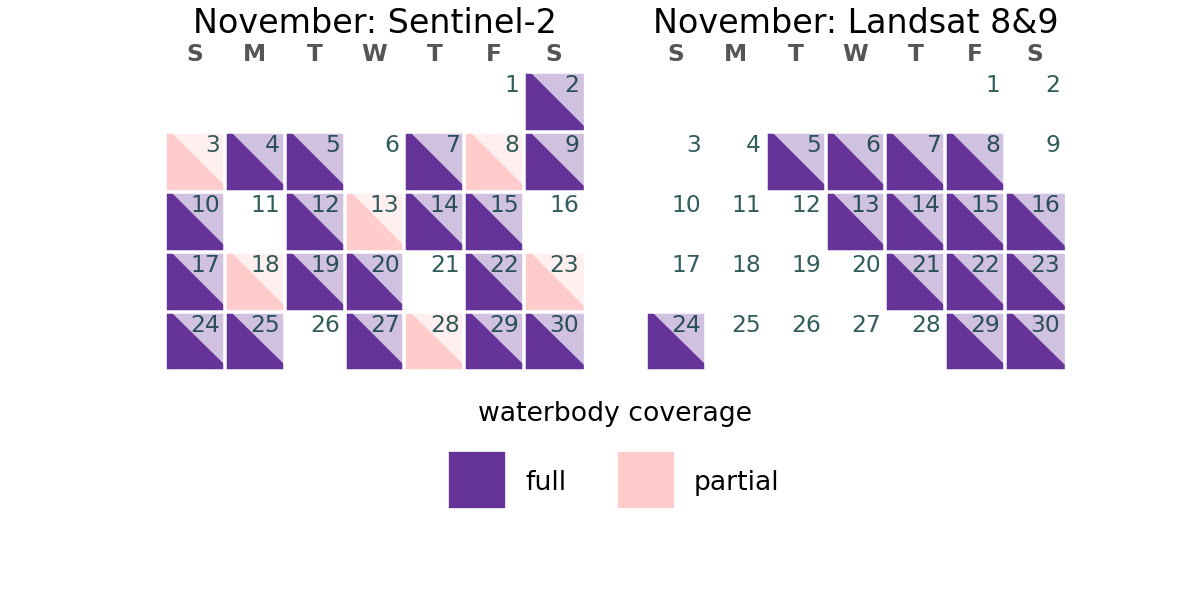 November: Sentinel-2
S M T W T F S
1 2
3 4 5 6 7 8 9
10 11 12 13 14 15 16
17 18 19 20 21 22 23
24 25 26 27 28 29 30
November: Landsat 8&9
S M T W T F S
1 2
3 4 5 6 7 8 9
10 11 12 13 14 15 16
17 18 19 20 21 22 23
24 25 26 27 28 29 30
waterbody coverage
full partial